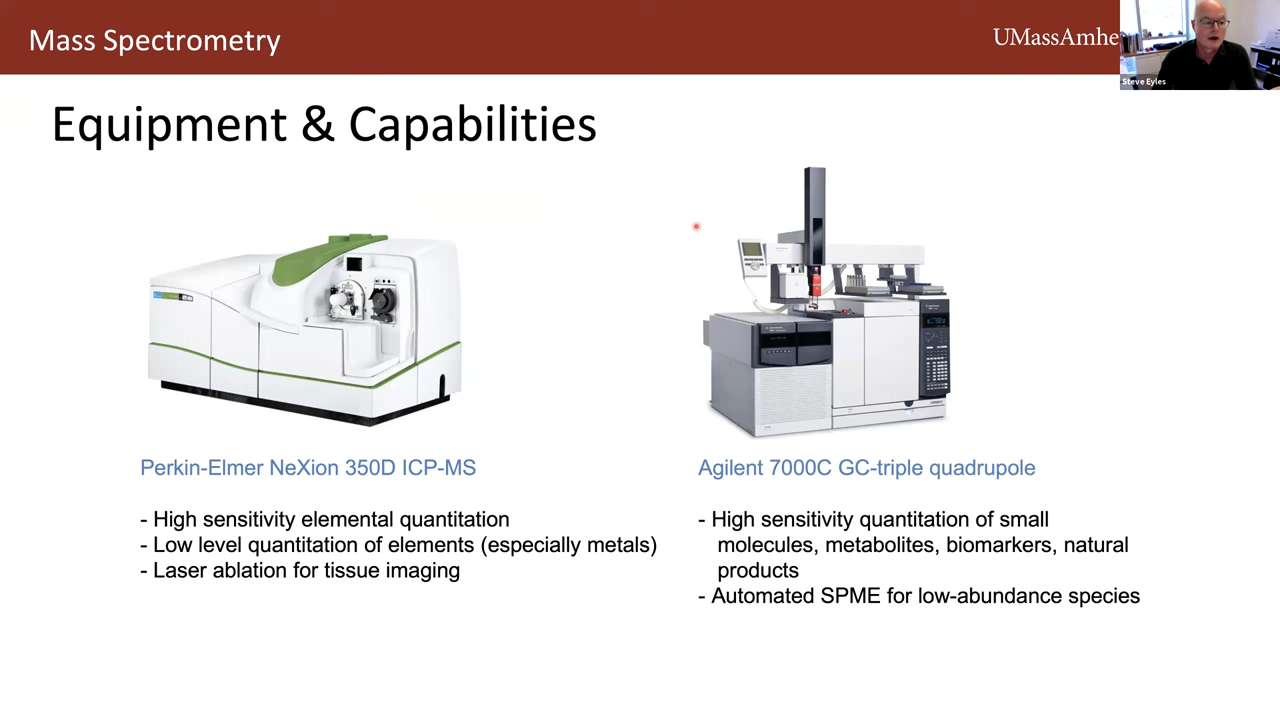 Mass Spectrometry
UMassAmhe
Steve Eyles
Equipment & Capabilities
Perkin-Elmer NeXion 350D ICP-MS
- High sensitivity elemental quantitation
- Low level quantitation of elements (especially metals)
- Laser ablation for tissue imaging
Agilent 7000C GC-triple quadrupole
- High sensitivity quantitation of small
molecules, metabolites, biomarkers, natural
products
- Automated SPME for low-abundance species